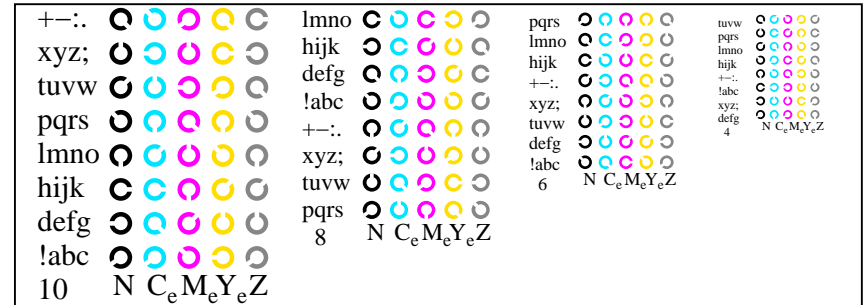 +−:.
xyz;
tuvw
pqrs
lmno
hijk
defg
!abc
10 N CeMeYeZ
lmno
hijk
defg
!abc
+−:.
xyz;
tuvw
pqrs
8 N CeMeYeZ
pqrs
lmno
hijk
+−:.
xyz;
tuvw
defg
!abc
6 N CeMeYeZ
tuvw
pqrs
lmno
hijk
+−:.
!abc
xyz;
defg
4 N CeMeYeZ